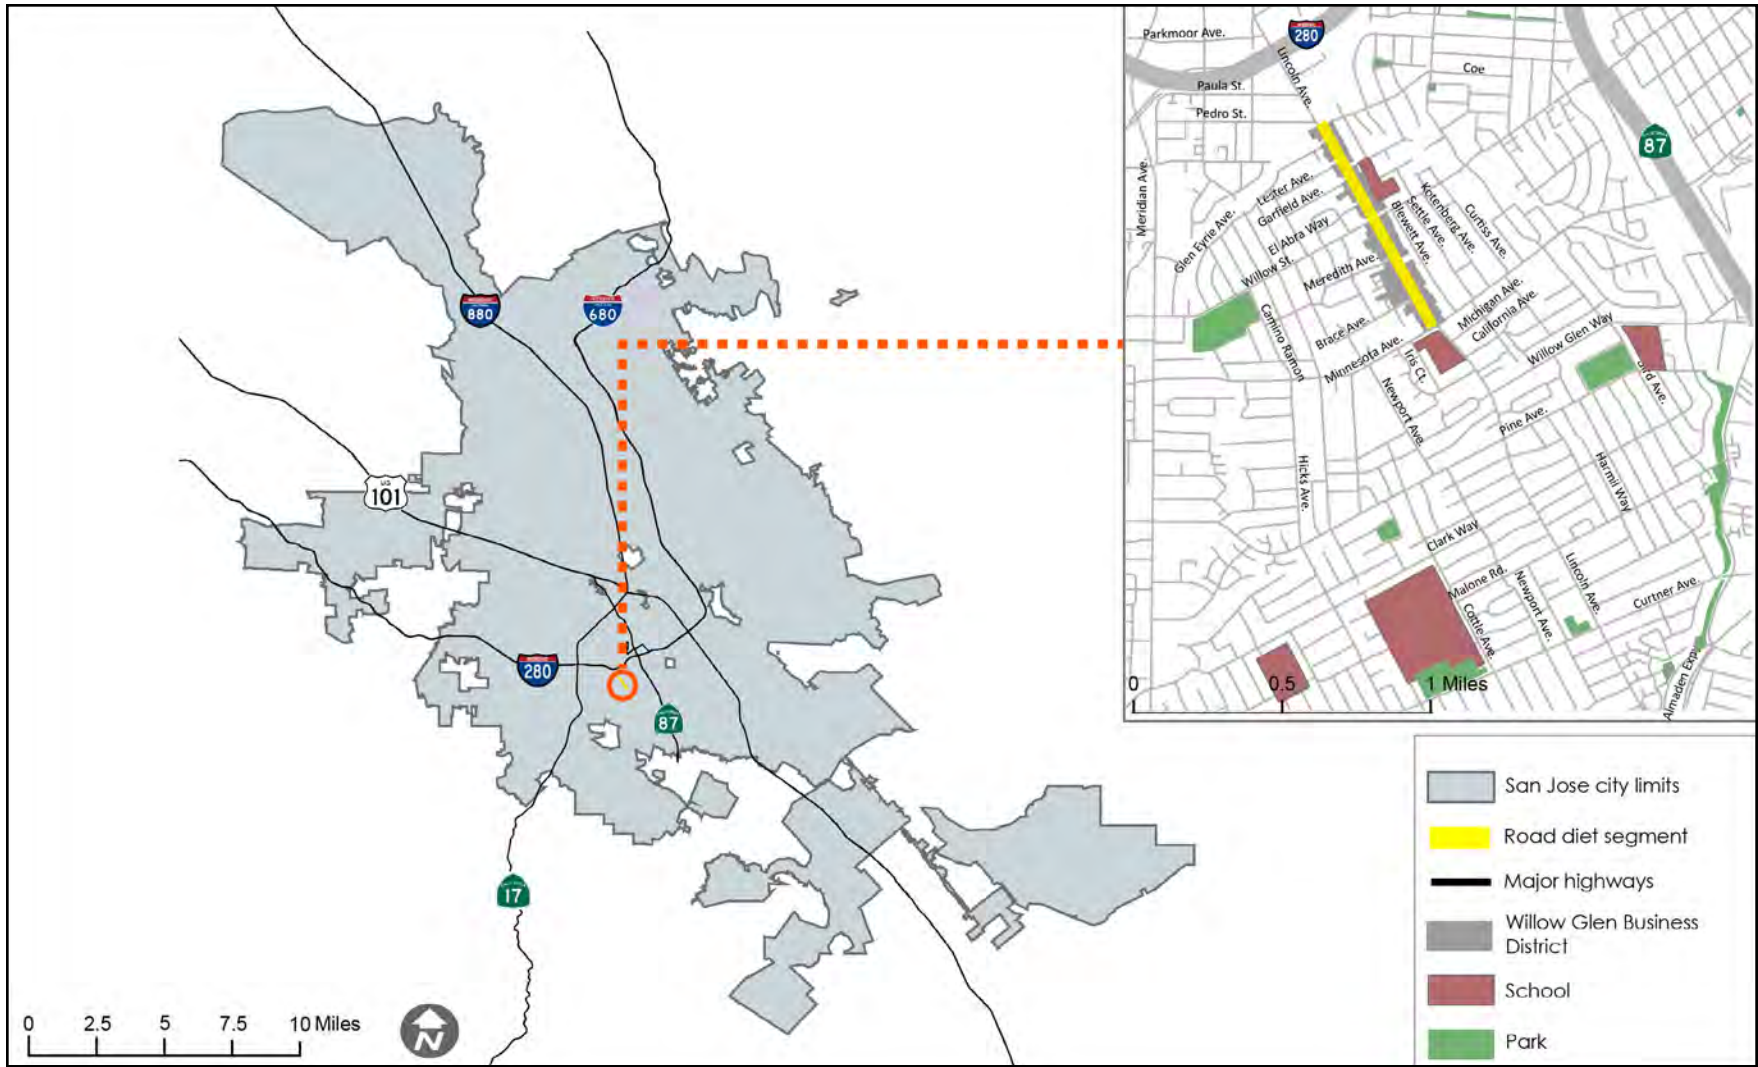 880
680
U.S.
101
280
87
17
0 2.5 5 7.5 10 Miles
N
280
Parkmoor Ave.
Lincoln Ave.
Coe
Paula St.
Pedro St.
87
Meridian Ave.
Lester Ave.
Garfield Ave.
Glen Eyrie Ave.
El Abra Way
Willow St.
Meredith Ave.
Kotenberg Ave.
Settle Ave.
Blewett Ave.
Curtiss Ave.
Michigan Ave.
California Ave.
Camino Ramon
Brace Ave.
Minnesota Ave.
Iris Ct.
Willow Glen Way
Bird Ave.
Newport Ave.
Pine Ave.
Hicks Ave.
Harmil Way
Clark Way
Malone Rd.
Lincoln Ave.
Newport Ave.
Cottle Ave.
Curtner Ave.
Almaden Exp.
0 0.5 1 Miles
San Jose city limits
Road diet segment
Major highways
Willow Glen Business
District
School
Park